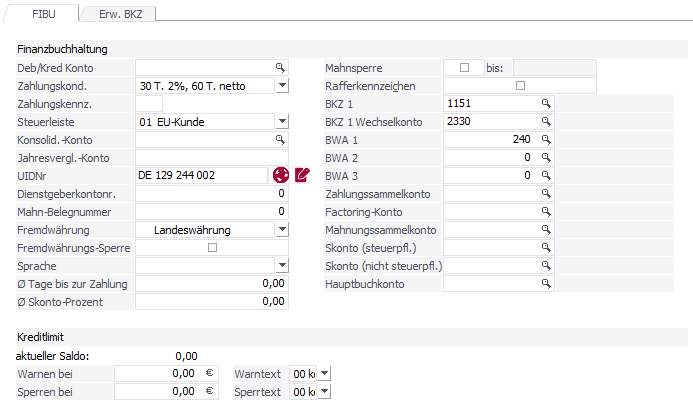 FIBU Erw. BKZ
Finanzbuchhaltung
Deb/Kred Konto
Zahlungskond. 30 T. 2%, 60 T. netto
Zahlungskennz.
Steuerleiste 01 EU-Kunde
Konsolid.-Konto
Jahresvergl.-Konto
UIDNr DE 129 244 002
Dienstgeberkontonr. 0
Mahn-Belegnummer 0
Fremdwährung Landeswährung
Fremdwährungs-Sperre
Sprache
Ø Tage bis zur Zahlung 0,00
Ø Skonto-Prozent 0,00
Mahnsperre bis:
Rafferkennzeichen
BKZ 1 1151
BKZ 1 Wechselkonto 2330
BWA 1 240
BWA 2 0
BWA 3 0
Zahlungssammelkonto
Factoring-Konto
Mahnungssammelkonto
Skonto (steuerpfl.)
Skonto (nicht steuerpfl.)
Hauptbuchkonto
Kreditlimit
aktueller Saldo: 0,00
Warnen bei 0,00 € Warntext 00 k
Sperren bei 0,00 € Sperrtext 00 k